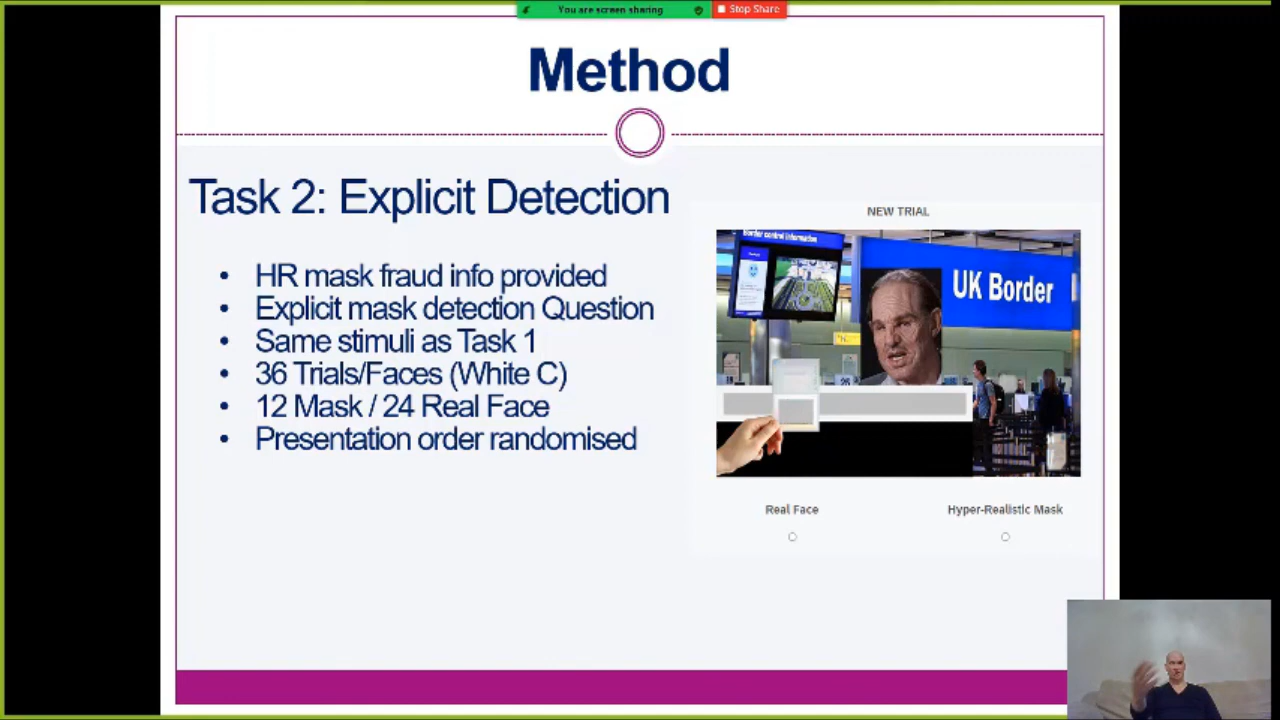 You are screen sharing
Stop Share
Method
Task 2: Explicit Detection
• HR mask fraud info provided
• Explicit mask detection Question
• Same stimuli as Task 1
• 36 Trials/Faces (White C)
• 12 Mask / 24 Real Face
• Presentation order randomised
NEW TRIAL
Border control information
UK Border
Real Face
Hyper-Realistic Mask